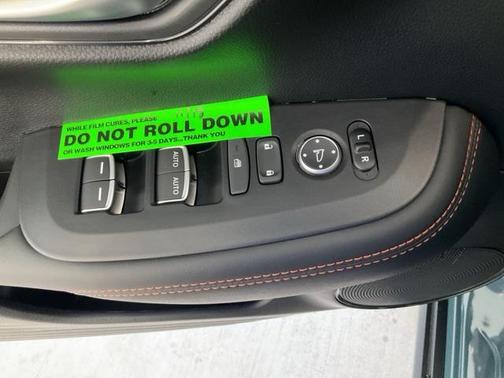 WHILE FILM CURES, PLEASE
DO NOT ROLL DOWN
OR WASH WINDOWS FOR 3-5 DAYS...THANK YOU
AUTO
AUTO
L
R